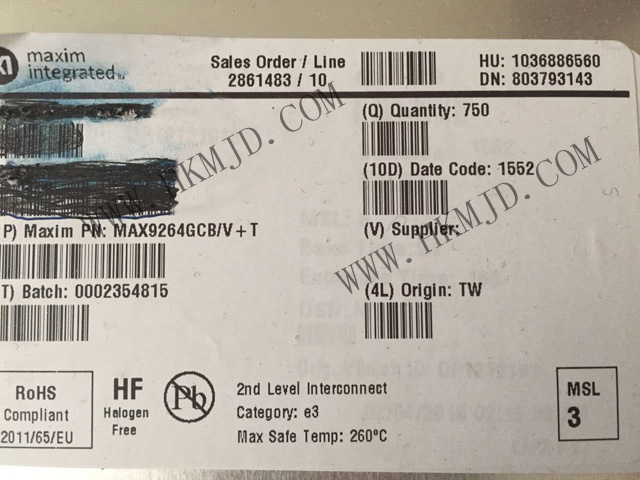 maxim
integrated™
Sales Order / Line
2861483 / 10
HU: 1036886560
DN: 803793143
(Q) Quantity: 750
(10D) Date Code: 1552
P) Maxim PN: MAX9264GCB/V+T
(V) Supplier:
T) Batch: 0002354815
(4L) Origin: TW
WWW.HKMJD.COM
WWW.HKMJD.COM
RoHS
Compliant
2011/65/EU
HF
Halogen
Free
Pb
2nd Level Interconnect
Category: e3
Max Safe Temp: 260ºC
MSL
3